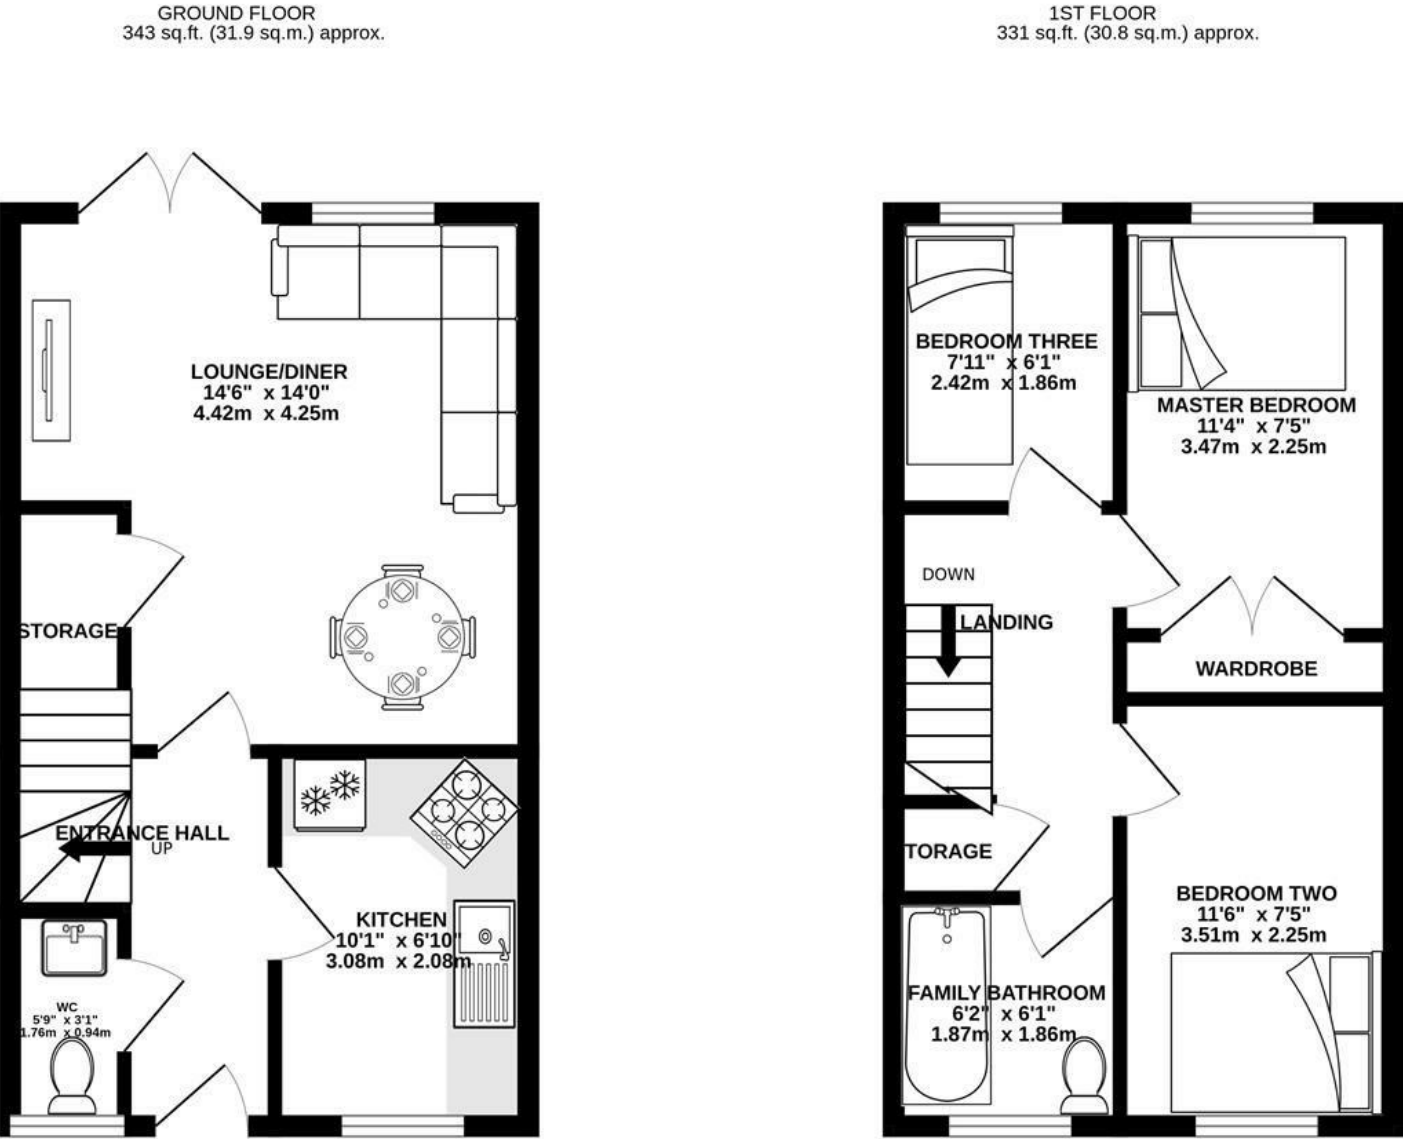 GROUND FLOOR
343 sq.ft. (31.9 sq.m.) approx.
LOUNGE/DINER
14'6" x 14'0"
4.42m x 4.25m
STORAGE
ENTRANCE HALL
UP
KITCHEN
10'1" x 6'10"
3.08m x 2.08m
WC
5'9" x 3'1"
1.76m x 0.94m
1ST FLOOR
331 sq.ft. (30.8 sq.m.) approx.
BEDROOM THREE
7'11" x 6'1"
2.42m x 1.86m
MASTER BEDROOM
11'4" x 7'5"
3.47m x 2.25m
DOWN
LANDING
WARDROBE
TORAGE
BEDROOM TWO
11'6" x 7'5"
3.51m x 2.25m
FAMILY BATHROOM
6'2" x 6'1"
1.87m x 1.86m